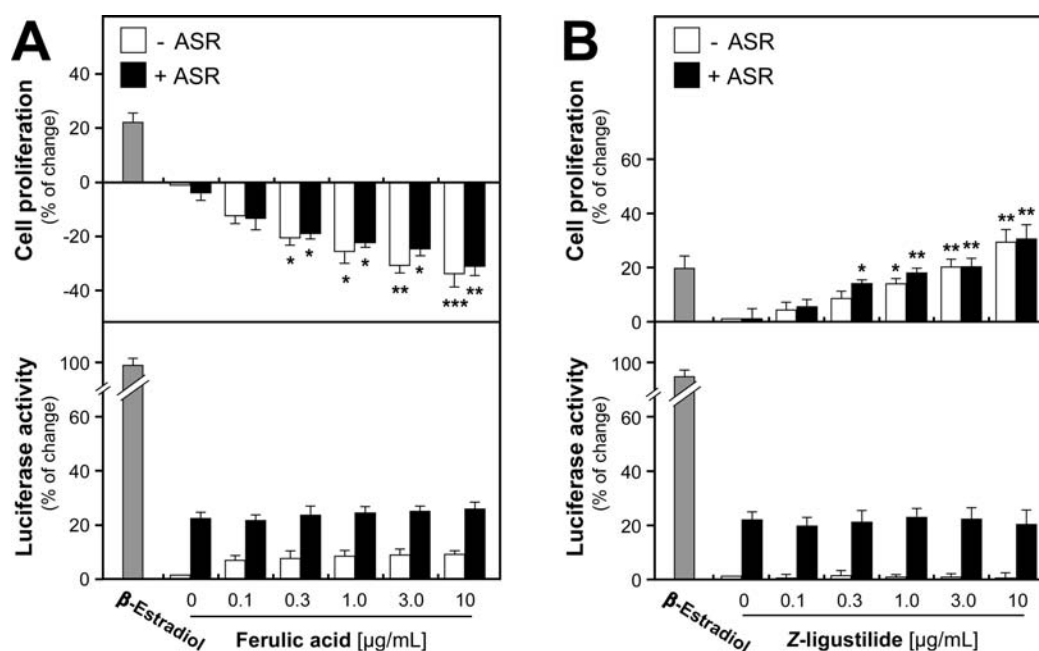 A
- ASR
+ ASR
Cell proliferation
(% of change)
40
20
0
-20
-40
* * * * ** * *** **
Luciferase activity
(% of change)
100
60
40
20
0
β-Estradiol
0 0.1 0.3 1.0 3.0 10
Ferulic acid [µg/mL]
B
- ASR
+ ASR
Cell proliferation
(% of change)
60
40
20
0
* * ** ** ** ** **
Luciferase activity
(% of change)
100
60
40
20
0
β-Estradiol
0 0.1 0.3 1.0 3.0 10
Z-ligustilide [µg/mL]